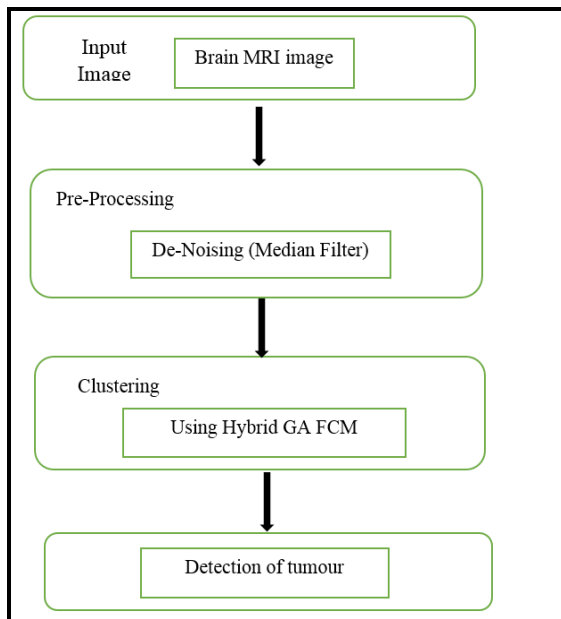 Input
Image
Brain MRI image
Pre-Processing
De-Noising (Median Filter)
Clustering
Using Hybrid GA FCM
Detection of tumour